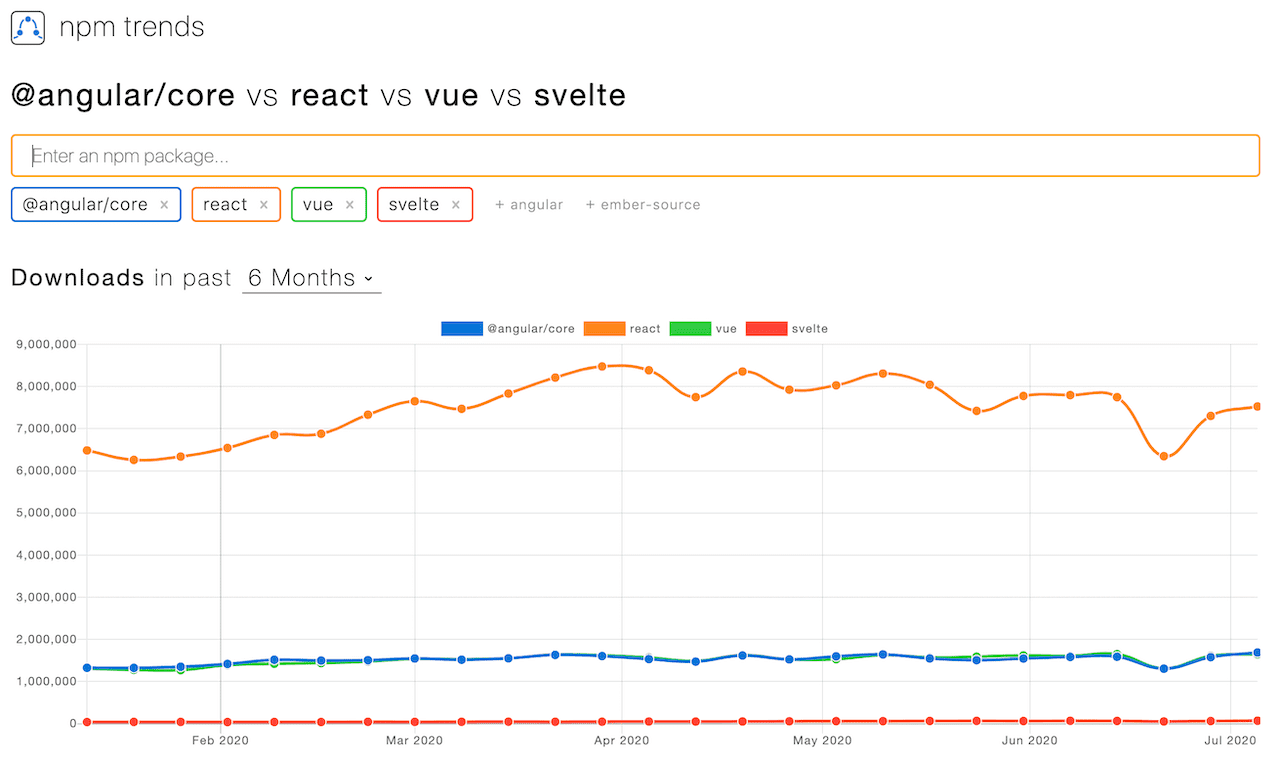 npm trends
@angular/core vs react vs vue vs svelte
Enter an npm package...
@angular/core × react × vue × svelte × + angular + ember-source
Downloads in past 6 Months
@angular/core react vue svelte
9,000,000
8,000,000
7,000,000
6,000,000
5,000,000
4,000,000
3,000,000
2,000,000
1,000,000
0
Feb 2020 Mar 2020 Apr 2020 May 2020 Jun 2020 Jul 2020